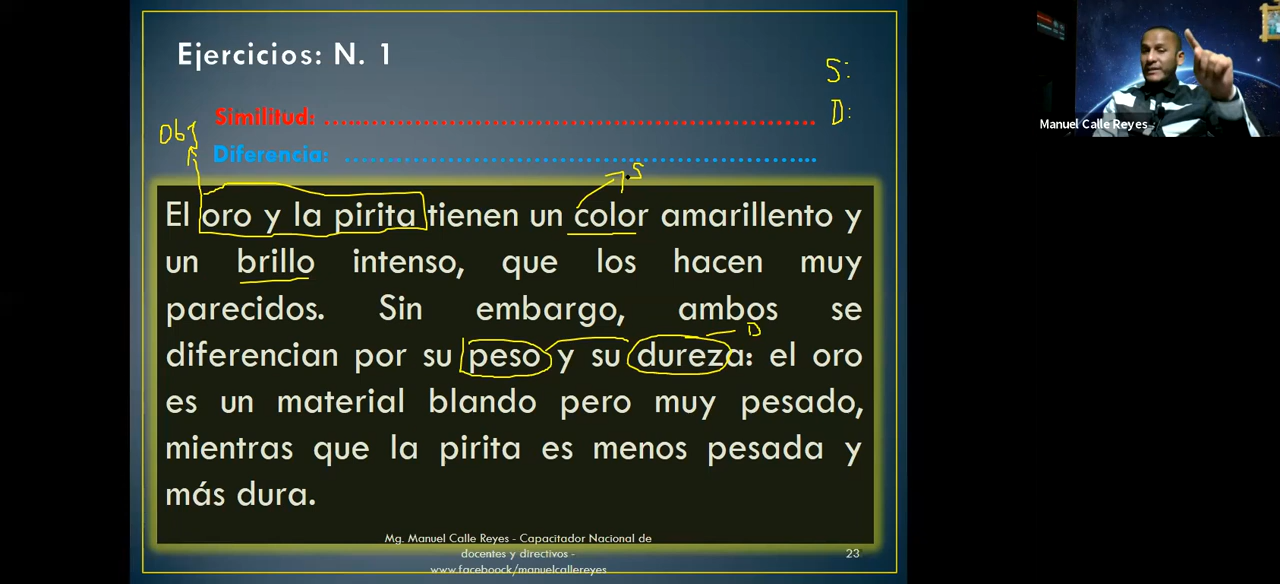 Ejercicios: N. 1
S:
Similitud: ……………………………………………………….
D:
Obj
Diferencia: …………………………………………………...
S
El oro y la pirita tienen un color amarillento y
un brillo intenso, que los hacen muy
parecidos. Sin embargo, ambos se
D
diferencian por su peso y su dureza: el oro
es un material blando pero muy pesado,
mientras que la pirita es menos pesada y
más dura.
Mg. Manuel Calle Reyes - Capacitador Nacional de
docentes y directivos -
www.faceboock/manuelcallereyes
23
Manuel Calle Reyes